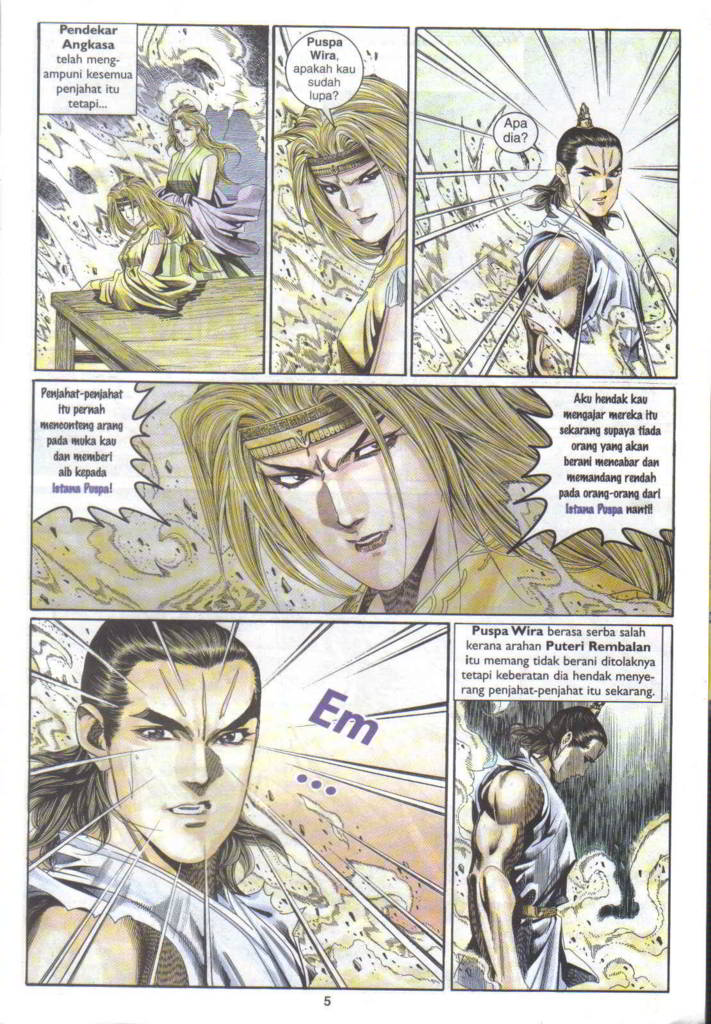 Pendekar
Angkasa
telah meng-
ampuni kesemua
penjahat itu
tetapi...
Puspa
Wira,
apakah kau
sudah
lupa?
Apa
dia?
Penjahat-penjahat
itu pernah
menconteng arang
pada muka kau
dan memberi
aib kepada
Istana Puspa!
Aku hendak kau
mengajar mereka itu
sekarang supaya tiada
orang yang akan
berani mencabar dan
memandang rendah
pada orang-orang dari
Istana Puspa nanti!
Em
...
Puspa Wira berasa serba salah
kerana arahan Puteri Rembalan
itu memang tidak berani ditolaknya
tetapi keberatan dia hendak menye-
rang penjahat-penjahat itu sekarang.
5